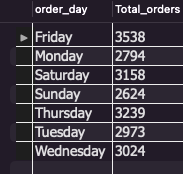 order_day Total_orders
Friday 3538
Monday 2794
Saturday 3158
Sunday 2624
Thursday 3239
Tuesday 2973
Wednesday 3024